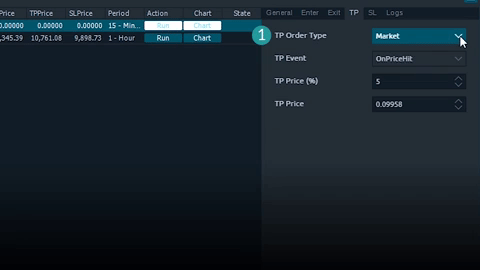 Price TPPrice SLPrice Period Action Chart State
0.00000 0.00000 0.00000 15 - Min... Run Chart
,345.39 10,761.08 9,898.73 1 - Hour Run Chart
General Enter Exit TP SL Logs
1 TP Order Type Market
TP Event OnPriceHit
TP Price (%) 5
TP Price 0.09958